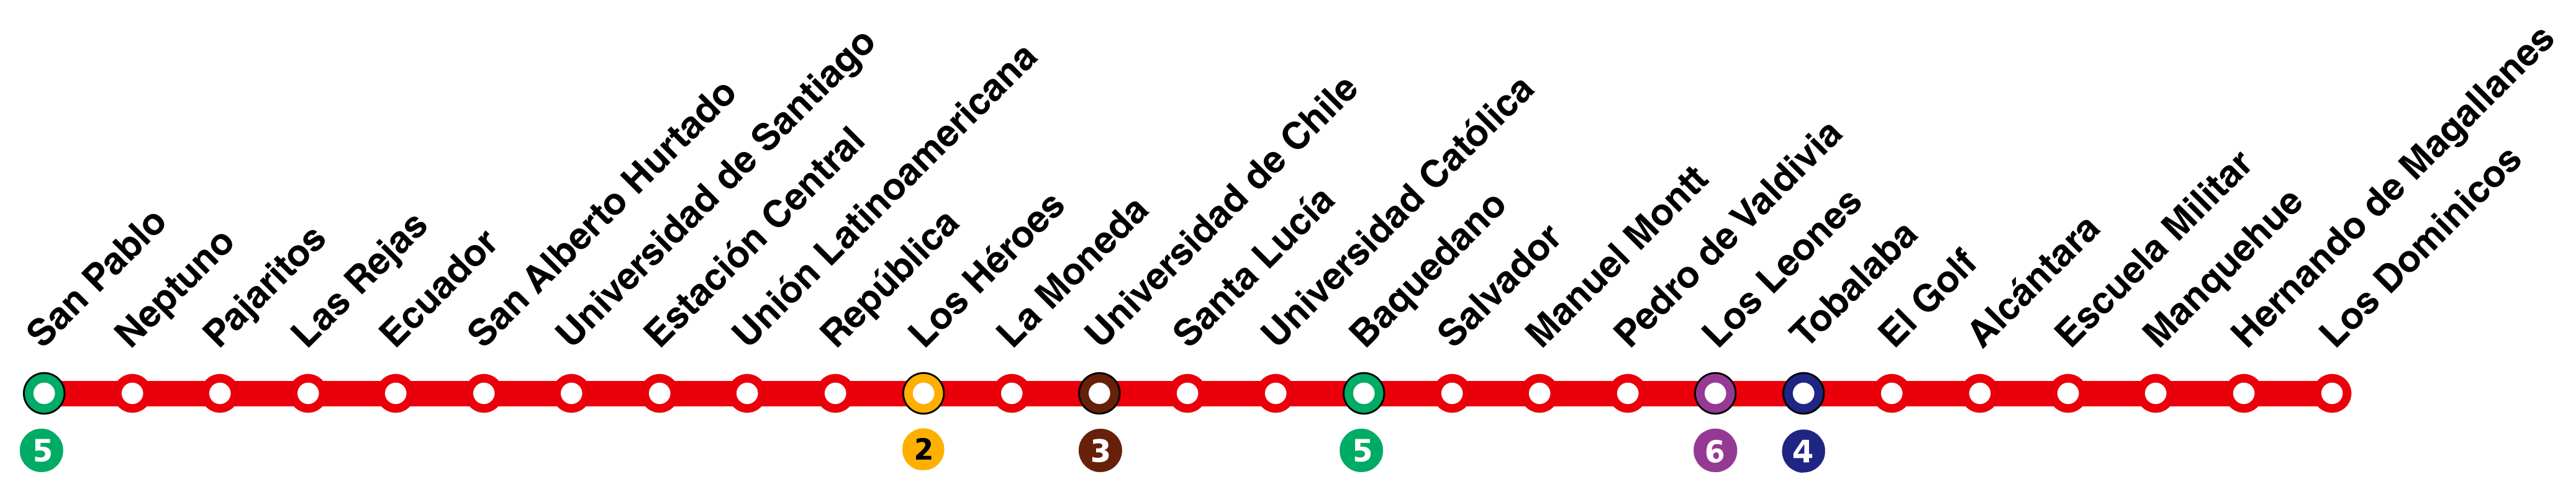 San Pablo
Neptuno
Pajaritos
Las Rejas
Ecuador
San Alberto Hurtado
Universidad de Santiago
Estación Central
Unión Latinoamericana
República
Los Héroes
La Moneda
Universidad de Chile
Santa Lucía
Universidad Católica
Baquedano
Salvador
Manuel Montt
Pedro de Valdivia
Los Leones
Tobalaba
El Golf
Alcántara
Escuela Militar
Manquehue
Hernando de Magallanes
Los Dominicos
5
2
3
5
6
4